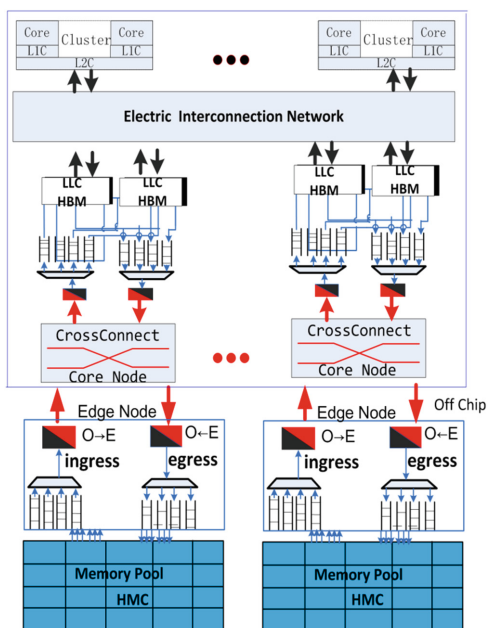 Core Cluster Core Core Cluster Core
L1C L1C L1C L1C
L2C L2C
Electric Interconnection Network
LLC LLC LLC LLC
HBM HBM HBM HBM
CrossConnect CrossConnect
Core Node Core Node
Edge Node Edge Node Off Chip
O→E O←E O→E O←E
ingress egress ingress egress
Memory Pool Memory Pool
HMC HMC